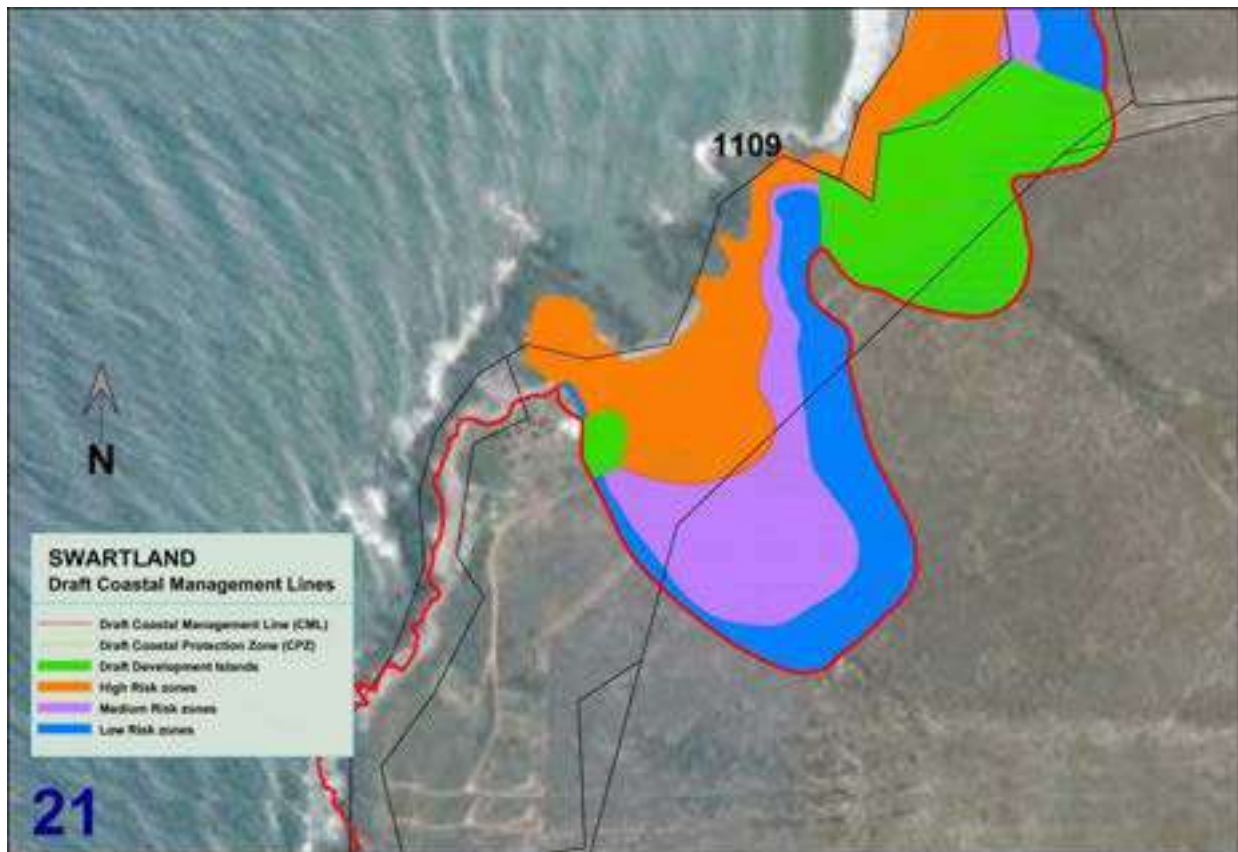 1109
N
SWARTLAND
Draft Coastal Management Lines
Draft Coastal Management Line (CML)
Draft Coastal Protection Zone (CPZ)
Draft Development Islands
High Risk zones
Medium Risk zones
Low Risk zones
21